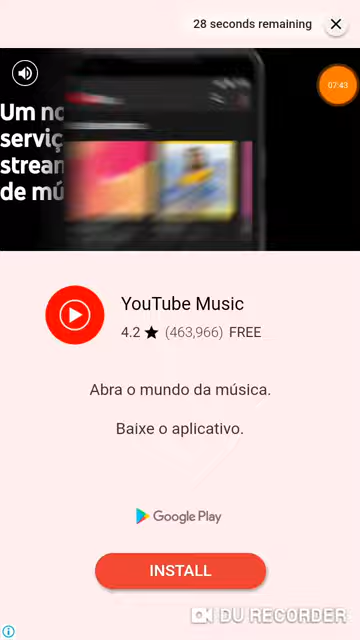 28 seconds remaining
07:43
Um no
serviç
stream
de mú
YouTube Music
4.2 ★ (463,966) FREE
Abra o mundo da música.
Baixe o aplicativo.
Google Play
INSTALL
DU RECORDER